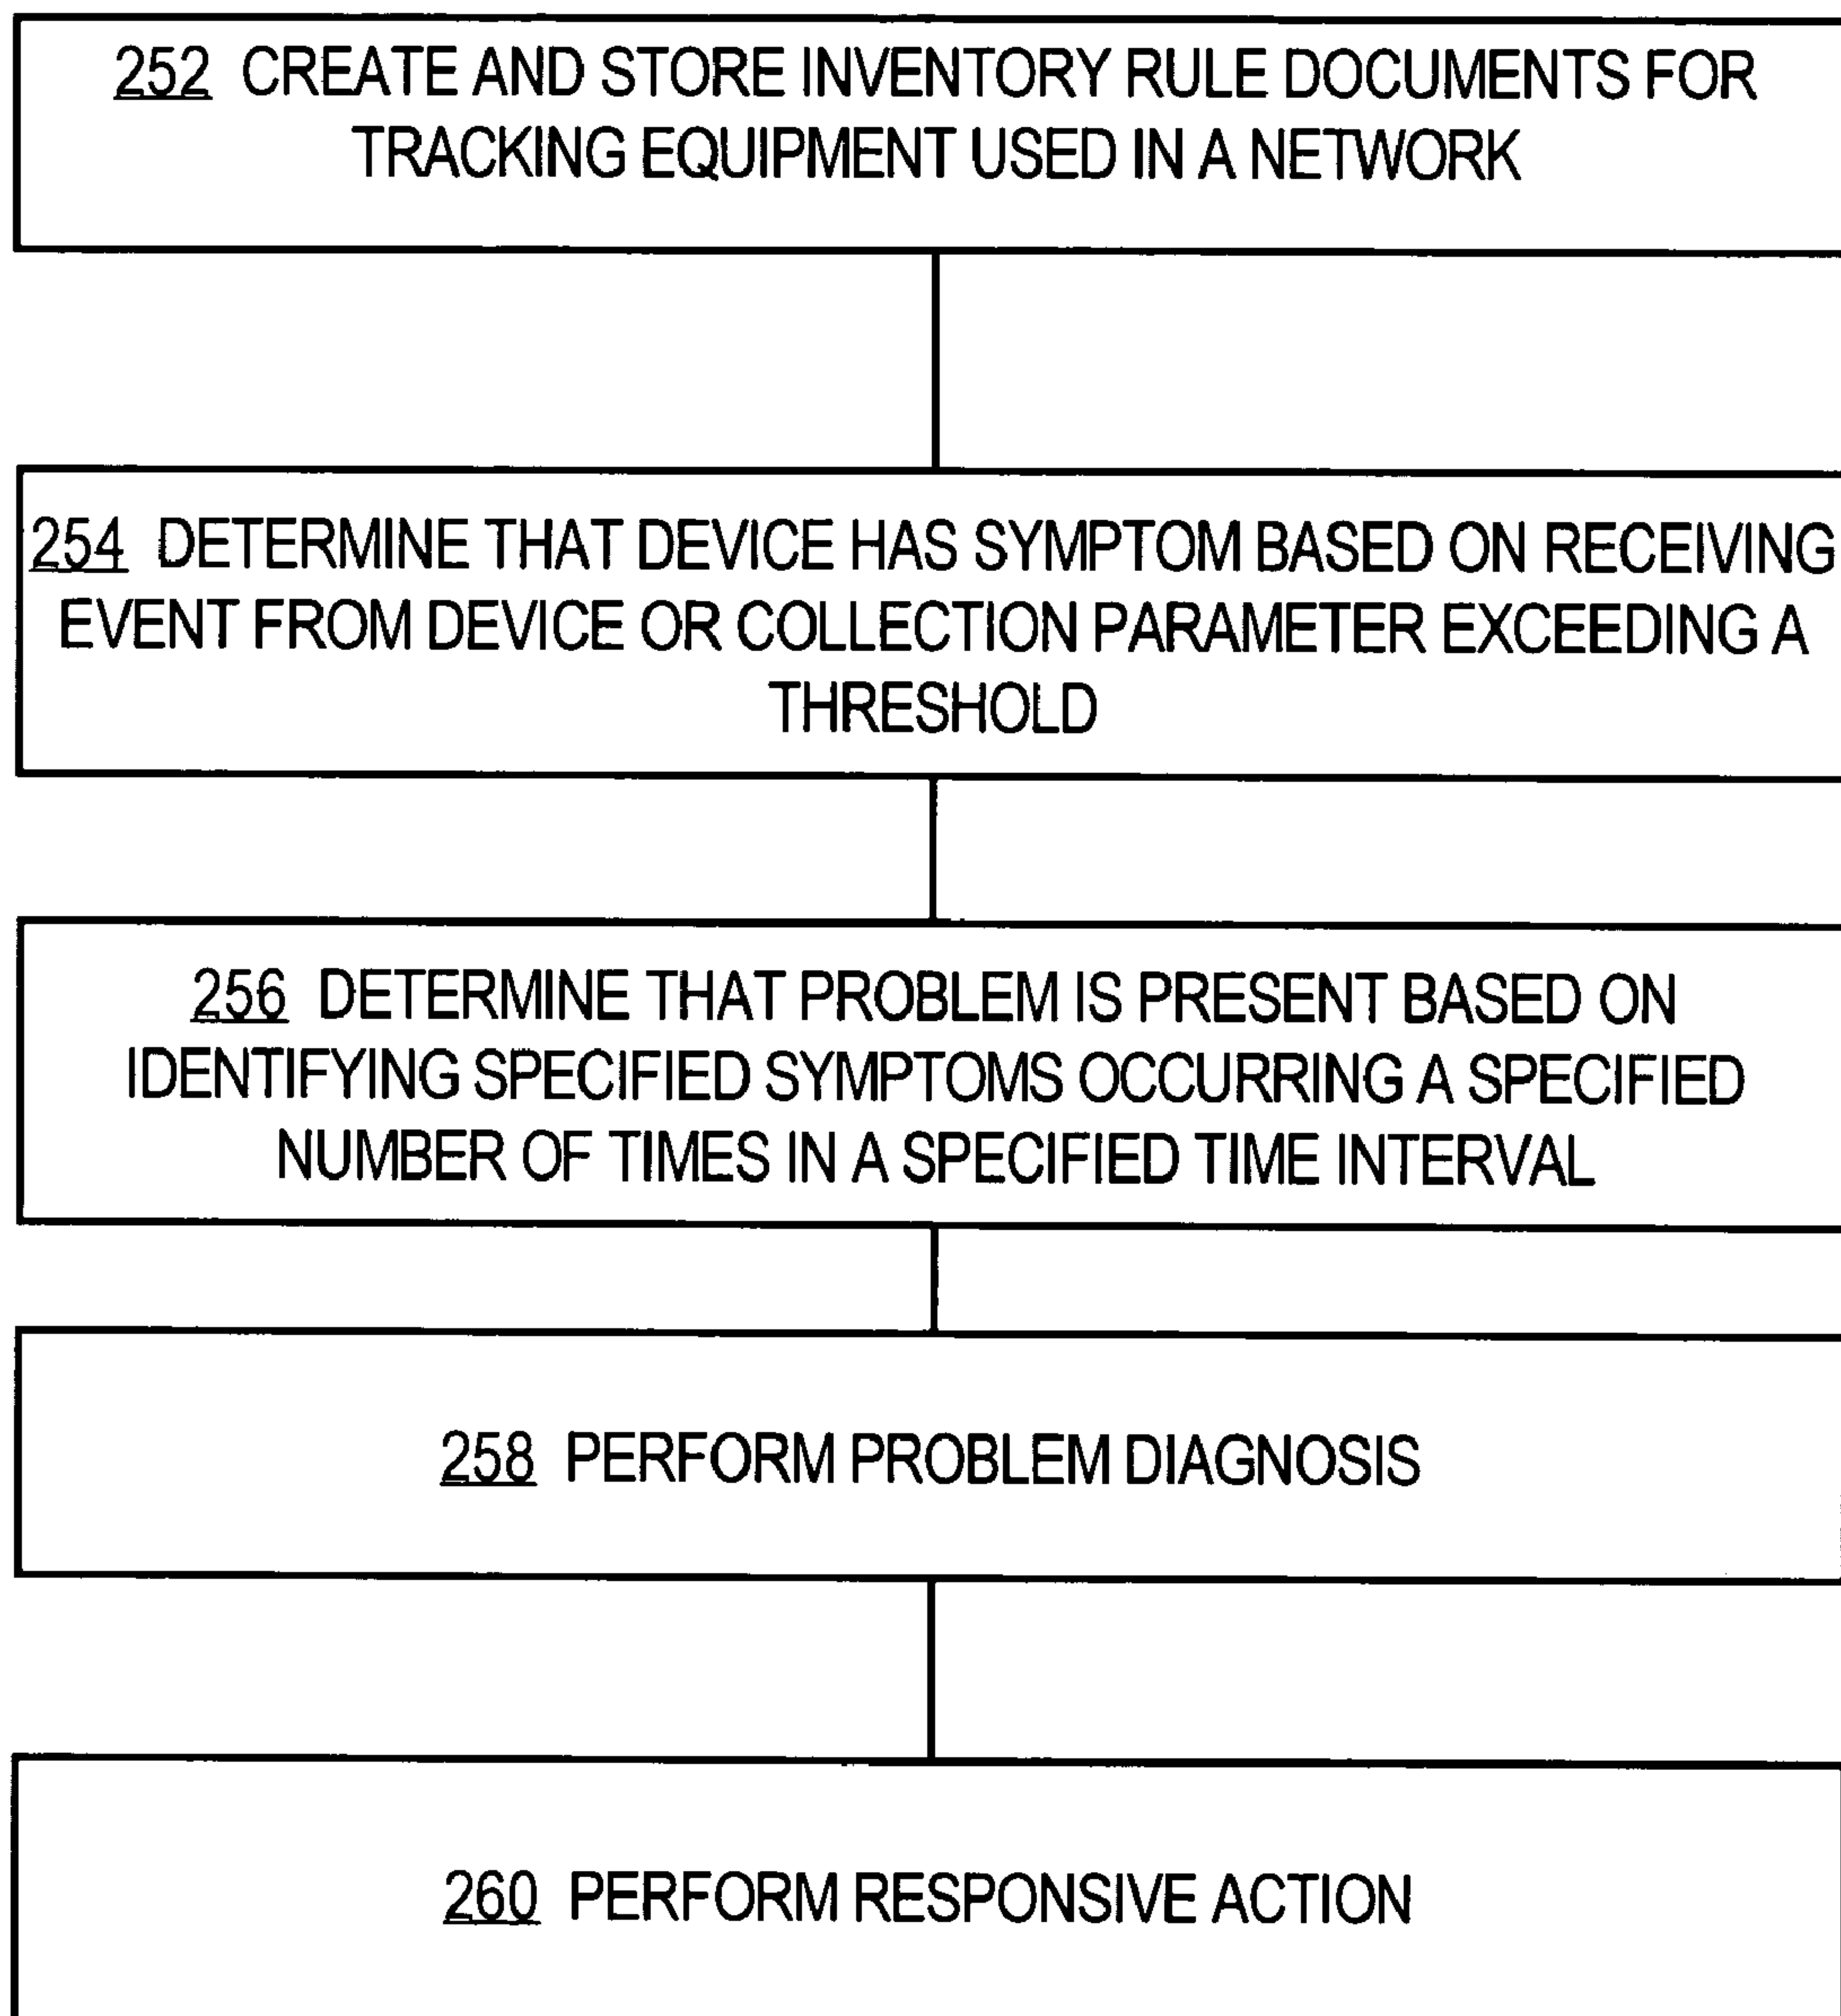 252 CREATE AND STORE INVENTORY RULE DOCUMENTS FOR
TRACKING EQUIPMENT USED IN A NETWORK
254 DETERMINE THAT DEVICE HAS SYMPTOM BASED ON RECEIVING
EVENT FROM DEVICE OR COLLECTION PARAMETER EXCEEDING A
THRESHOLD
256 DETERMINE THAT PROBLEM IS PRESENT BASED ON
IDENTIFYING SPECIFIED SYMPTOMS OCCURRING A SPECIFIED
NUMBER OF TIMES IN A SPECIFIED TIME INTERVAL
258 PERFORM PROBLEM DIAGNOSIS
260 PERFORM RESPONSIVE ACTION